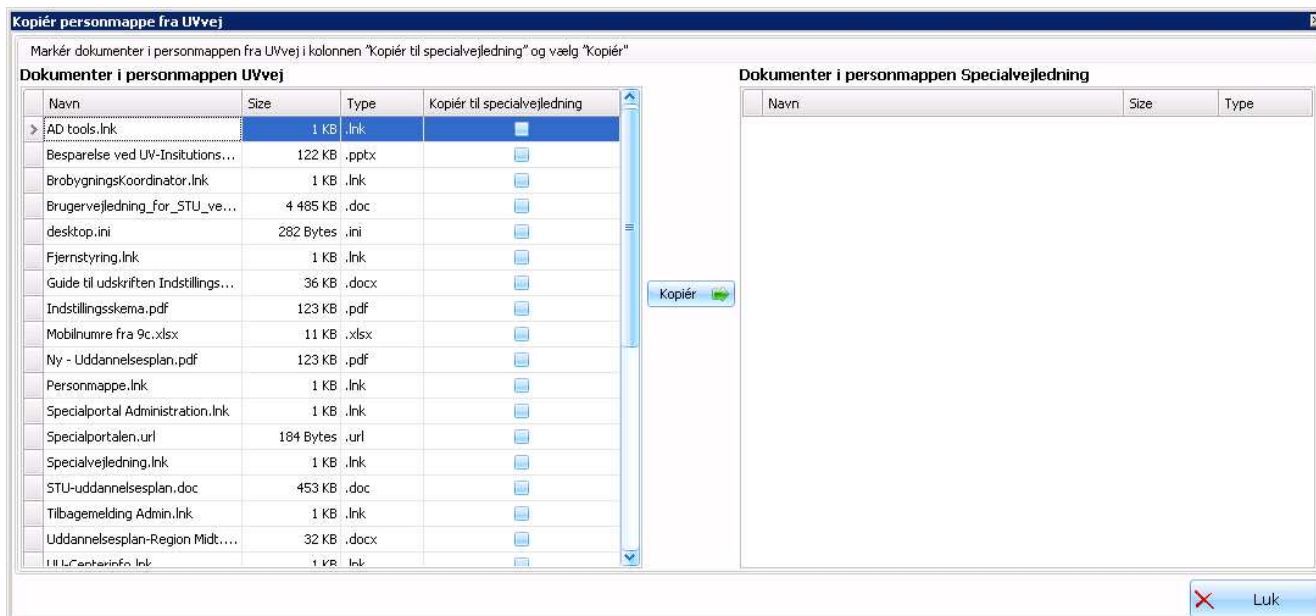 Kopiér personmappe fra UVvej
Markér dokumenter i personmappen fra UVvej i kolonnen "Kopiér til specialvejledning" og vælg "Kopiér"
Dokumenter i personmappen UVvej
Navn Size Type Kopiér til specialvejledning
AD tools.lnk 1 KB .lnk
Besparelse ved UV-Insitutions... 122 KB .pptx
BrobygningsKoordinator.lnk 1 KB .lnk
Brugervejledning_for_STU_ve... 4 485 KB .doc
desktop.ini 282 Bytes .ini
Fjernstyring.lnk 1 KB .lnk
Guide til udskriften Indstillings... 36 KB .docx
Indstillingsskema.pdf 123 KB .pdf
Mobilnumre fra 9c.xlsx 11 KB .xlsx
Ny - Uddannelsesplan.pdf 123 KB .pdf
Personmappe.lnk 1 KB .lnk
Specialportal Administration.lnk 1 KB .lnk
Specialportalen.url 184 Bytes .url
Specialvejledning.lnk 1 KB .lnk
STU-uddannelsesplan.doc 453 KB .doc
Tilbagemelding Admin.lnk 1 KB .lnk
Uddannelsesplan-Region Midt.... 32 KB .docx
UU-Centerinfo.lnk 1 KB .lnk
Kopiér
Dokumenter i personmappen Specialvejledning
Navn Size Type
Luk